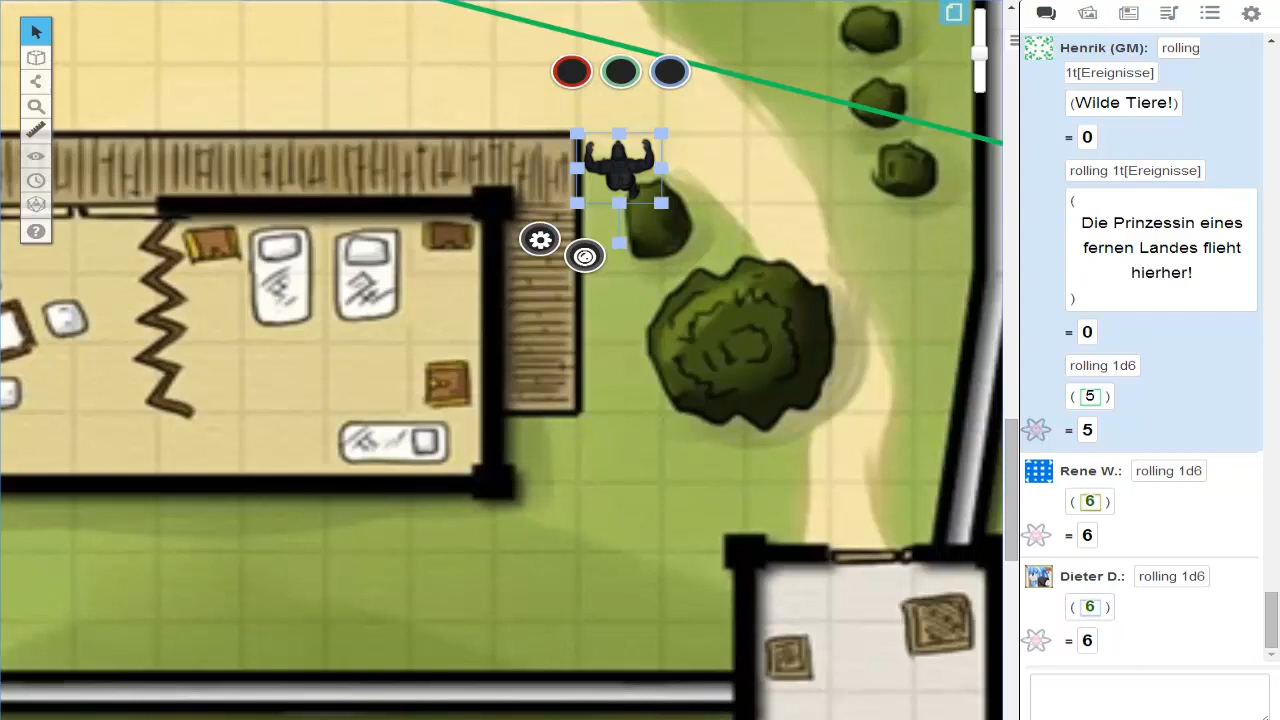 Henrik (GM): rolling
1t[Ereignisse]
(Wilde Tiere!)
= 0
rolling 1t[Ereignisse]
(
Die Prinzessin eines
fernen Landes flieht
hierher!
)
= 0
rolling 1d6
( 5 )
= 5
Rene W.: rolling 1d6
( 6 )
= 6
Dieter D.: rolling 1d6
( 6 )
= 6